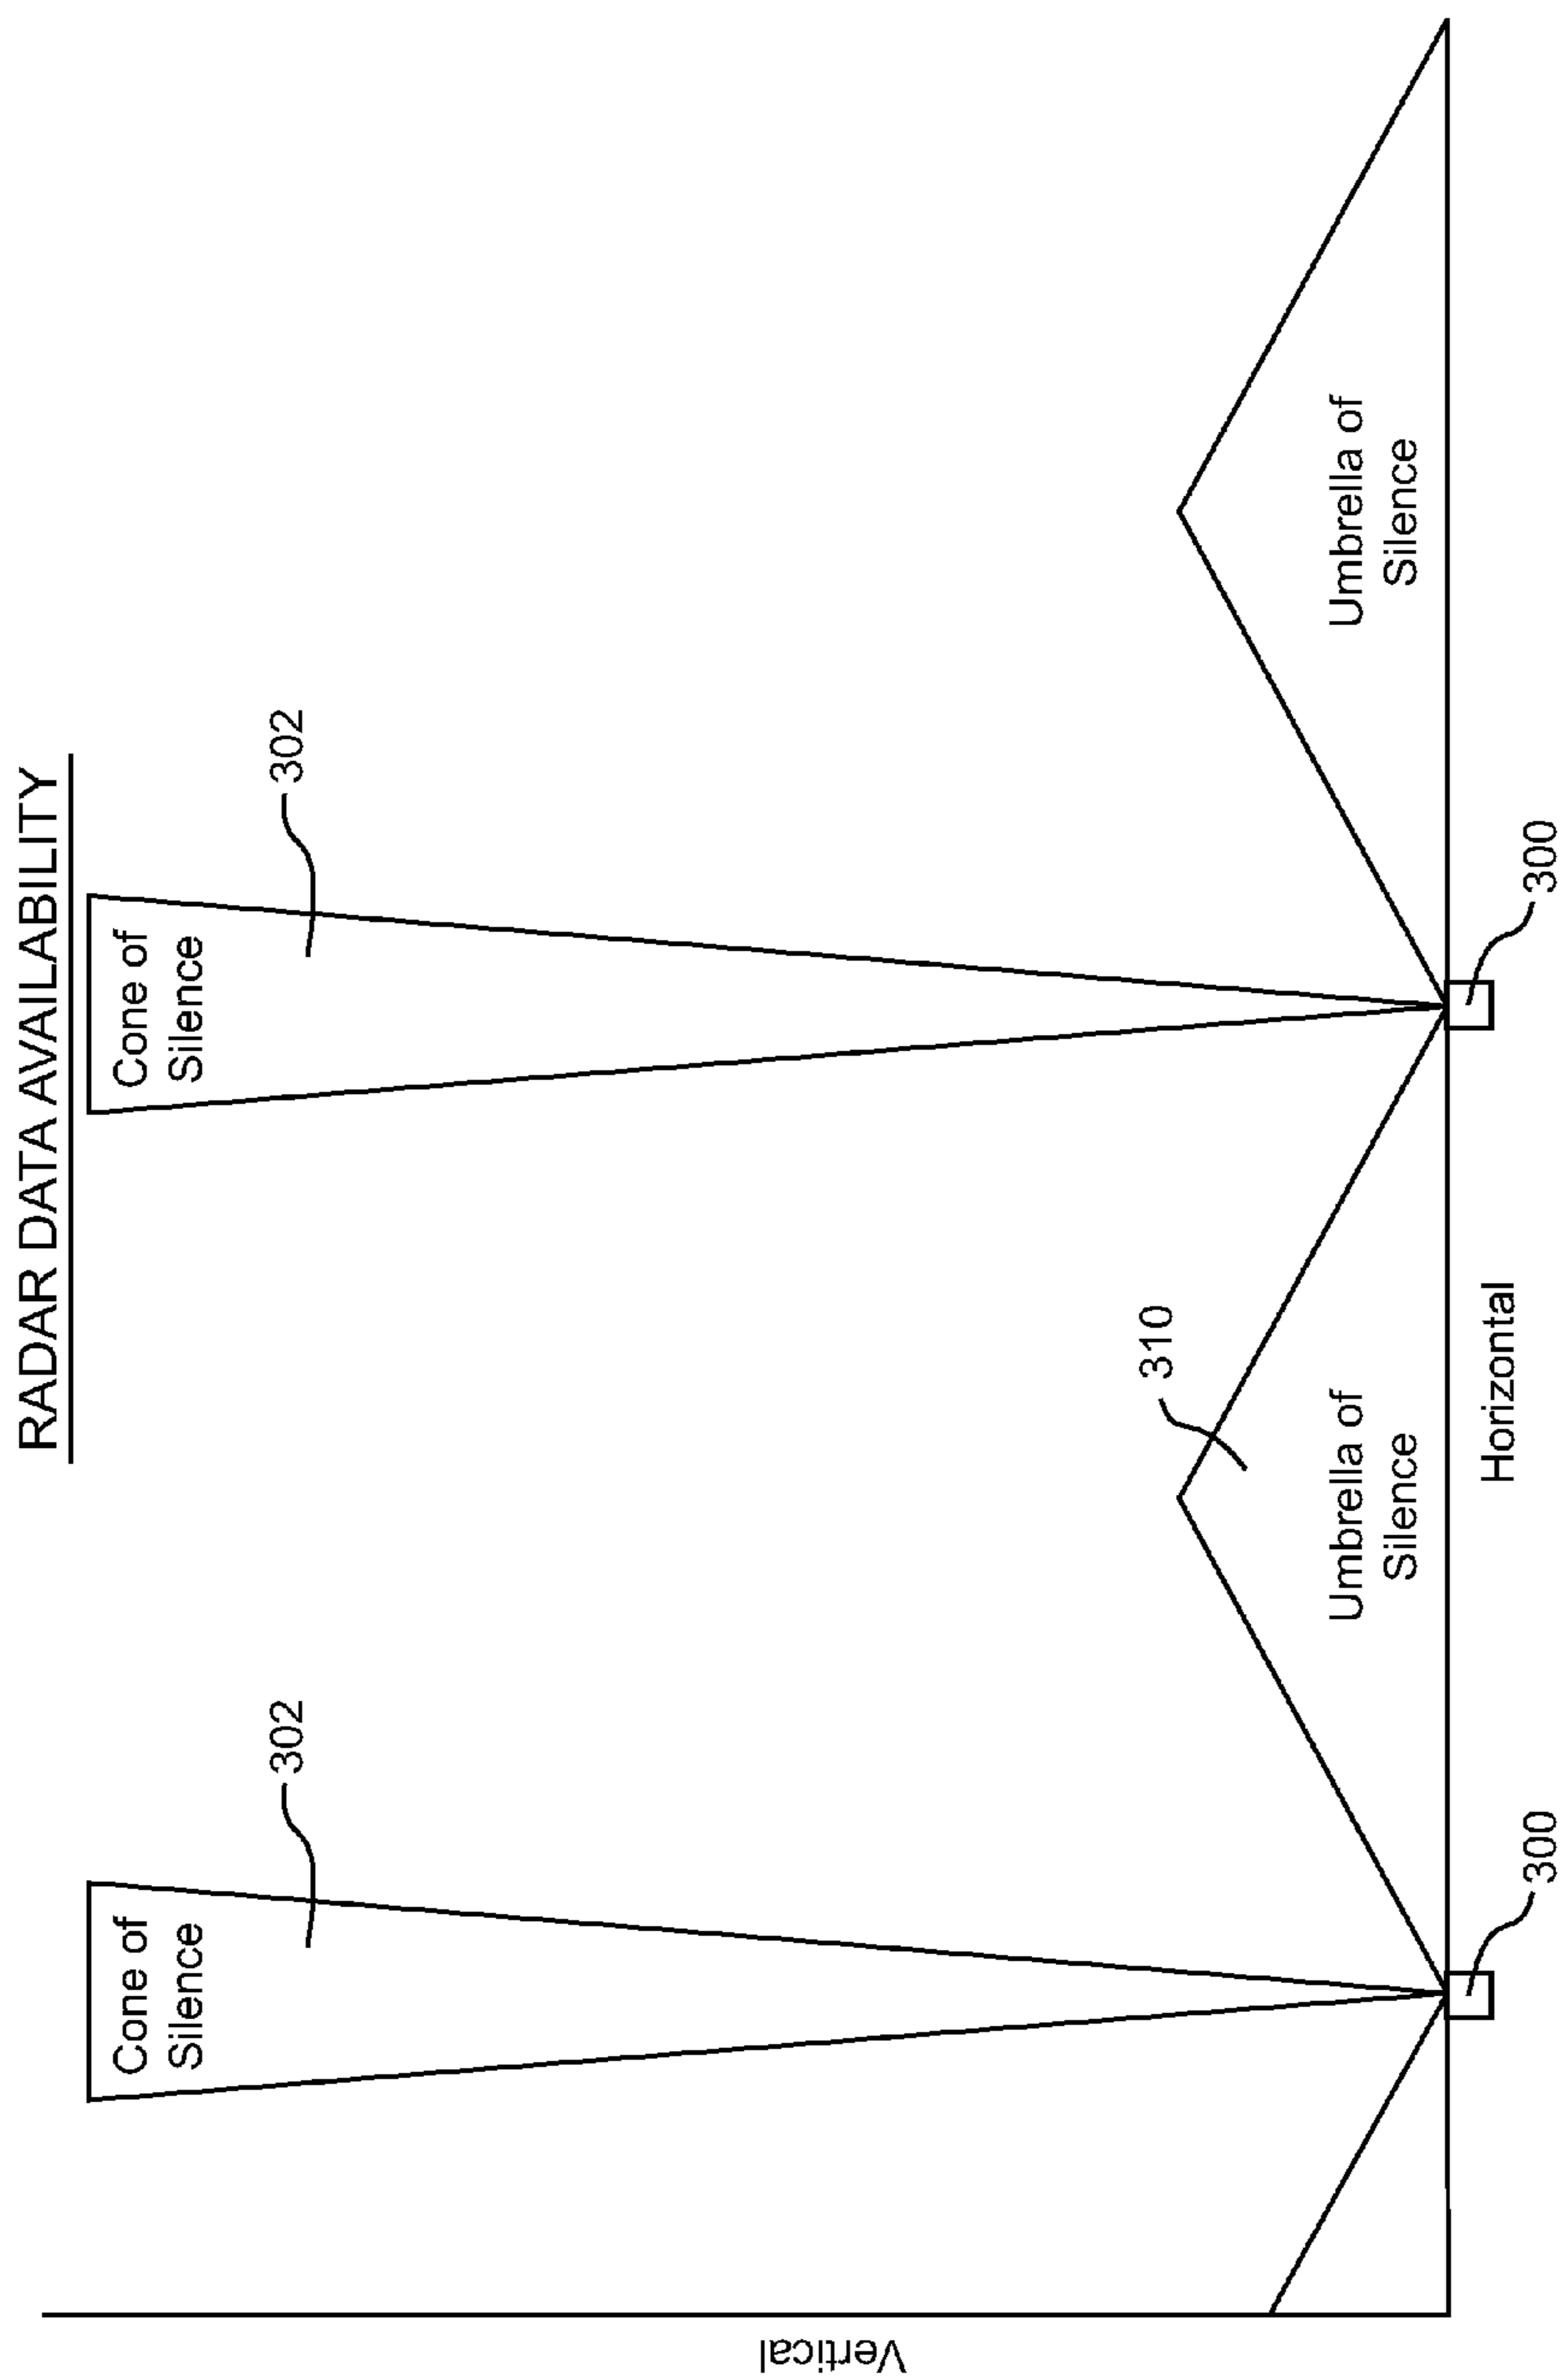 RADAR DATA AVAILABILITY
Cone of
Silence
302
Cone of
Silence
302
Vertical
310
Umbrella of
Silence
Umbrella of
Silence
300
Horizontal
300